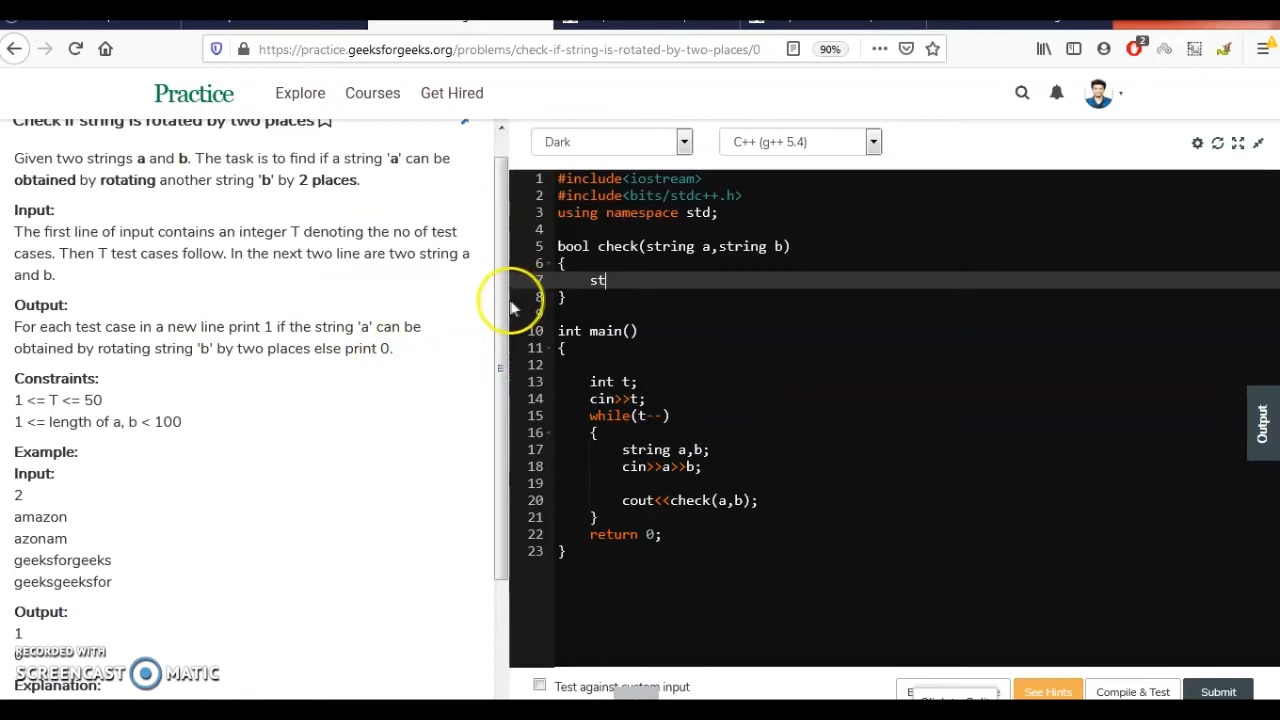 https://practice.geeksforgeeks.org/problems/check-if-string-is-rotated-by-two-places/0
90%
2
Practice
Explore
Courses
Get Hired
Check if string is rotated by two places
Given two strings a and b. The task is to find if a string 'a' can be
obtained by rotating another string 'b' by 2 places.
Input:
The first line of input contains an integer T denoting the no of test
cases. Then T test cases follow. In the next two line are two string a
and b.
Output:
For each test case in a new line print 1 if the string 'a' can be
obtained by rotating string 'b' by two places else print 0.
Constraints:
1 <= T <= 50
1 <= length of a, b < 100
Example:
Input:
2
amazon
azonam
geeksforgeeks
geeksgeeksfor
Output:
1
RECORDED WITH
SCREENCAST MATIC
Explanation:
Dark
C++ (g++ 5.4)
1 #include<iostream>
2 #include<bits/stdc++.h>
3 using namespace std;
4
5 bool check(string a,string b)
6 {
7 st
8 }
9
10 int main()
11 {
12
13 int t;
14 cin>>t;
15 while(t--)
16 {
17 string a,b;
18 cin>>a>>b;
19
20 cout<<check(a,b);
21 }
22 return 0;
23 }
Output
Test against custom input
See Hints
Compile & Test
Submit